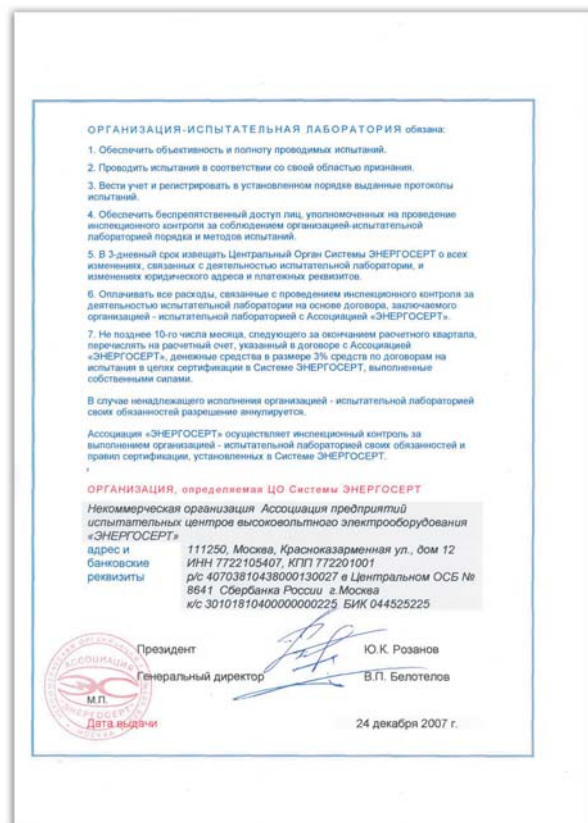 ОРГАНИЗАЦИЯ-ИСПЫТАТЕЛЬНАЯ ЛАБОРАТОРИЯ обязана:
1. Обеспечить объективность и полноту проводимых испытаний.
2. Проводить испытания в соответствии со своей областью признания.
3. Вести учет и регистрировать в установленном порядке выданные протоколы
испытаний.
4. Обеспечить беспрепятственный доступ лиц, уполномоченных на проведение
инспекционного контроля за соблюдением организацией-испытательной
лабораторией порядка и методов испытаний.
5. В 3-дневный срок извещать Центральный Орган Системы ЭНЕРГОСЕРТ о всех
изменениях, связанных с деятельностью испытательной лаборатории, и
изменениях юридического адреса и платежных реквизитов.
6. Оплачивать все расходы, связанные с проведением инспекционного контроля за
деятельностью испытательной лаборатории на основе договора, заключаемого
организацией - испытательной лабораторией с Ассоциацией «ЭНЕРГОСЕРТ».
7. Не позднее 10-го числа месяца, следующего за окончанием расчетного квартала,
перечислять на расчетный счет, указанный в договоре с Ассоциацией
«ЭНЕРГОСЕРТ», денежные средства в размере 3% средств по договорам на
испытания в целях сертификации в Системе ЭНЕРГОСЕРТ, выполненные
собственными силами.
В случае ненадлежащего исполнения организацией - испытательной лабораторией
своих обязанностей разрешение аннулируется.
Ассоциация «ЭНЕРГОСЕРТ» осуществляет инспекционный контроль за
выполнением организацией - испытательной лабораторией своих обязанностей и
правил сертификации, установленных в Системе ЭНЕРГОСЕРТ.
ОРГАНИЗАЦИЯ, определяемая ЦО Системы ЭНЕРГОСЕРТ
Некоммерческая организация Ассоциация предприятий
испытательных центров высоковольтного электрооборудования
«ЭНЕРГОСЕРТ»
адрес и 111250, Москва, Красноказарменная ул., дом 12
банковские ИНН 7722105407, КПП 772201001
реквизиты р/с 40703810438000130027 в Центральном ОСБ №
8641 Сбербанка России г.Москва
к/с 30101810400000000225 БИК 044525225
Президент Ю.К. Розанов
АССОЦИАЦИЯ
Генеральный директор В.П. Белотелов
М.П.
ЭНЕРГОСЕРТ
МОСКВА
Дата выдачи 24 декабря 2007 г.